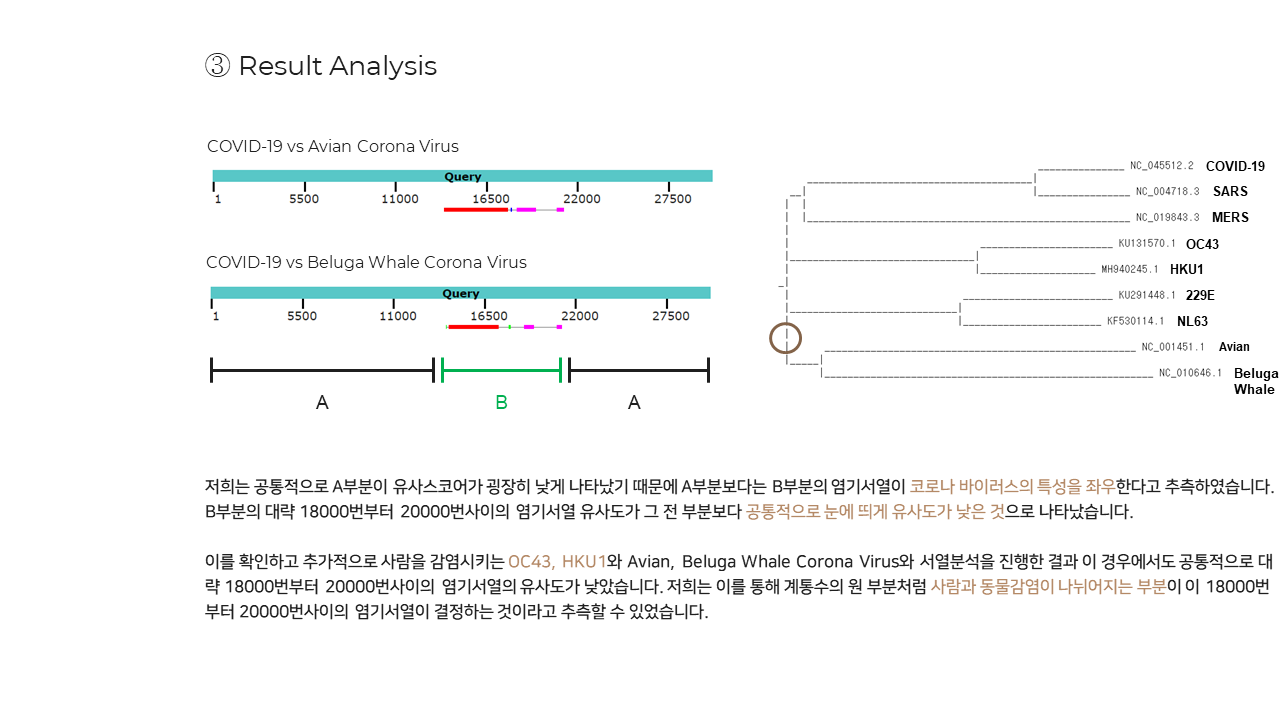 ③ Result Analysis
COVID-19 vs Avian Corona Virus
Query
1 5500 11000 16500 22000 27500
COVID-19 vs Beluga Whale Corona Virus
Query
1 5500 11000 16500 22000 27500
A B A
NC_045512.2 COVID-19
NC_004718.3 SARS
NC_019843.3 MERS
KU131570.1 OC43
MH940245.1 HKU1
KU291448.1 229E
KF530114.1 NL63
NC_001451.1 Avian
NC_010646.1 Beluga
Whale
저희는 공통적으로 A부분이 유사스코어가 굉장히 낮게 나타났기 때문에 A부분보다는 B부분의 염기서열이 코로나 바이러스의 특성을 좌우한다고 추측하였습니다.
B부분의 대략 18000번부터 20000번사이의 염기서열 유사도가 그 전 부분보다 공통적으로 눈에 띄게 유사도가 낮은 것으로 나타났습니다.
이를 확인하고 추가적으로 사람을 감염시키는 OC43, HKU1와 Avian, Beluga Whale Corona Virus와 서열분석을 진행한 결과 이 경우에서도 공통적으로 대
략 18000번부터 20000번사이의 염기서열의 유사도가 낮았습니다. 저희는 이를 통해 계통수의 원 부분처럼 사람과 동물감염이 나뉘어지는 부분이 이 18000번
부터 20000번사이의 염기서열이 결정하는 것이라고 추측할 수 있었습니다.